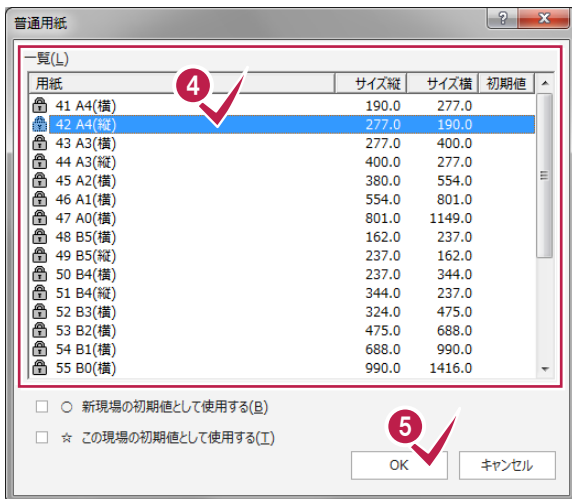 普通用紙
一覧(L)
用紙 サイズ縦 サイズ横 初期値
4
41 A4(横) 190.0 277.0
42 A4(縦) 277.0 190.0
43 A3(横) 277.0 400.0
44 A3(縦) 400.0 277.0
45 A2(横) 380.0 554.0
46 A1(横) 554.0 801.0
47 A0(横) 801.0 1149.0
48 B5(横) 162.0 237.0
49 B5(縦) 237.0 162.0
50 B4(横) 237.0 344.0
51 B4(縦) 344.0 237.0
52 B3(横) 324.0 475.0
53 B2(横) 475.0 688.0
54 B1(横) 688.0 990.0
55 B0(横) 990.0 1416.0
○ 新現場の初期値として使用する(B)
☆ この現場の初期値として使用する(T)
5
OK キャンセル